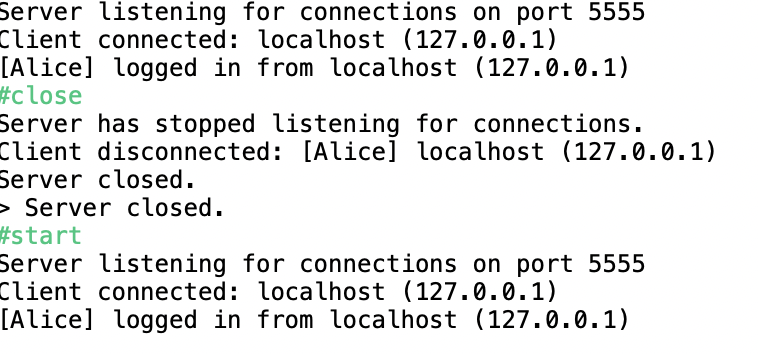 Server listening for connections on port 5555
Client connected: localhost (127.0.0.1)
[Alice] logged in from localhost (127.0.0.1)
#close
Server has stopped listening for connections.
Client disconnected: [Alice] localhost (127.0.0.1)
Server closed.
> Server closed.
#start
Server listening for connections on port 5555
Client connected: localhost (127.0.0.1)
[Alice] logged in from localhost (127.0.0.1)